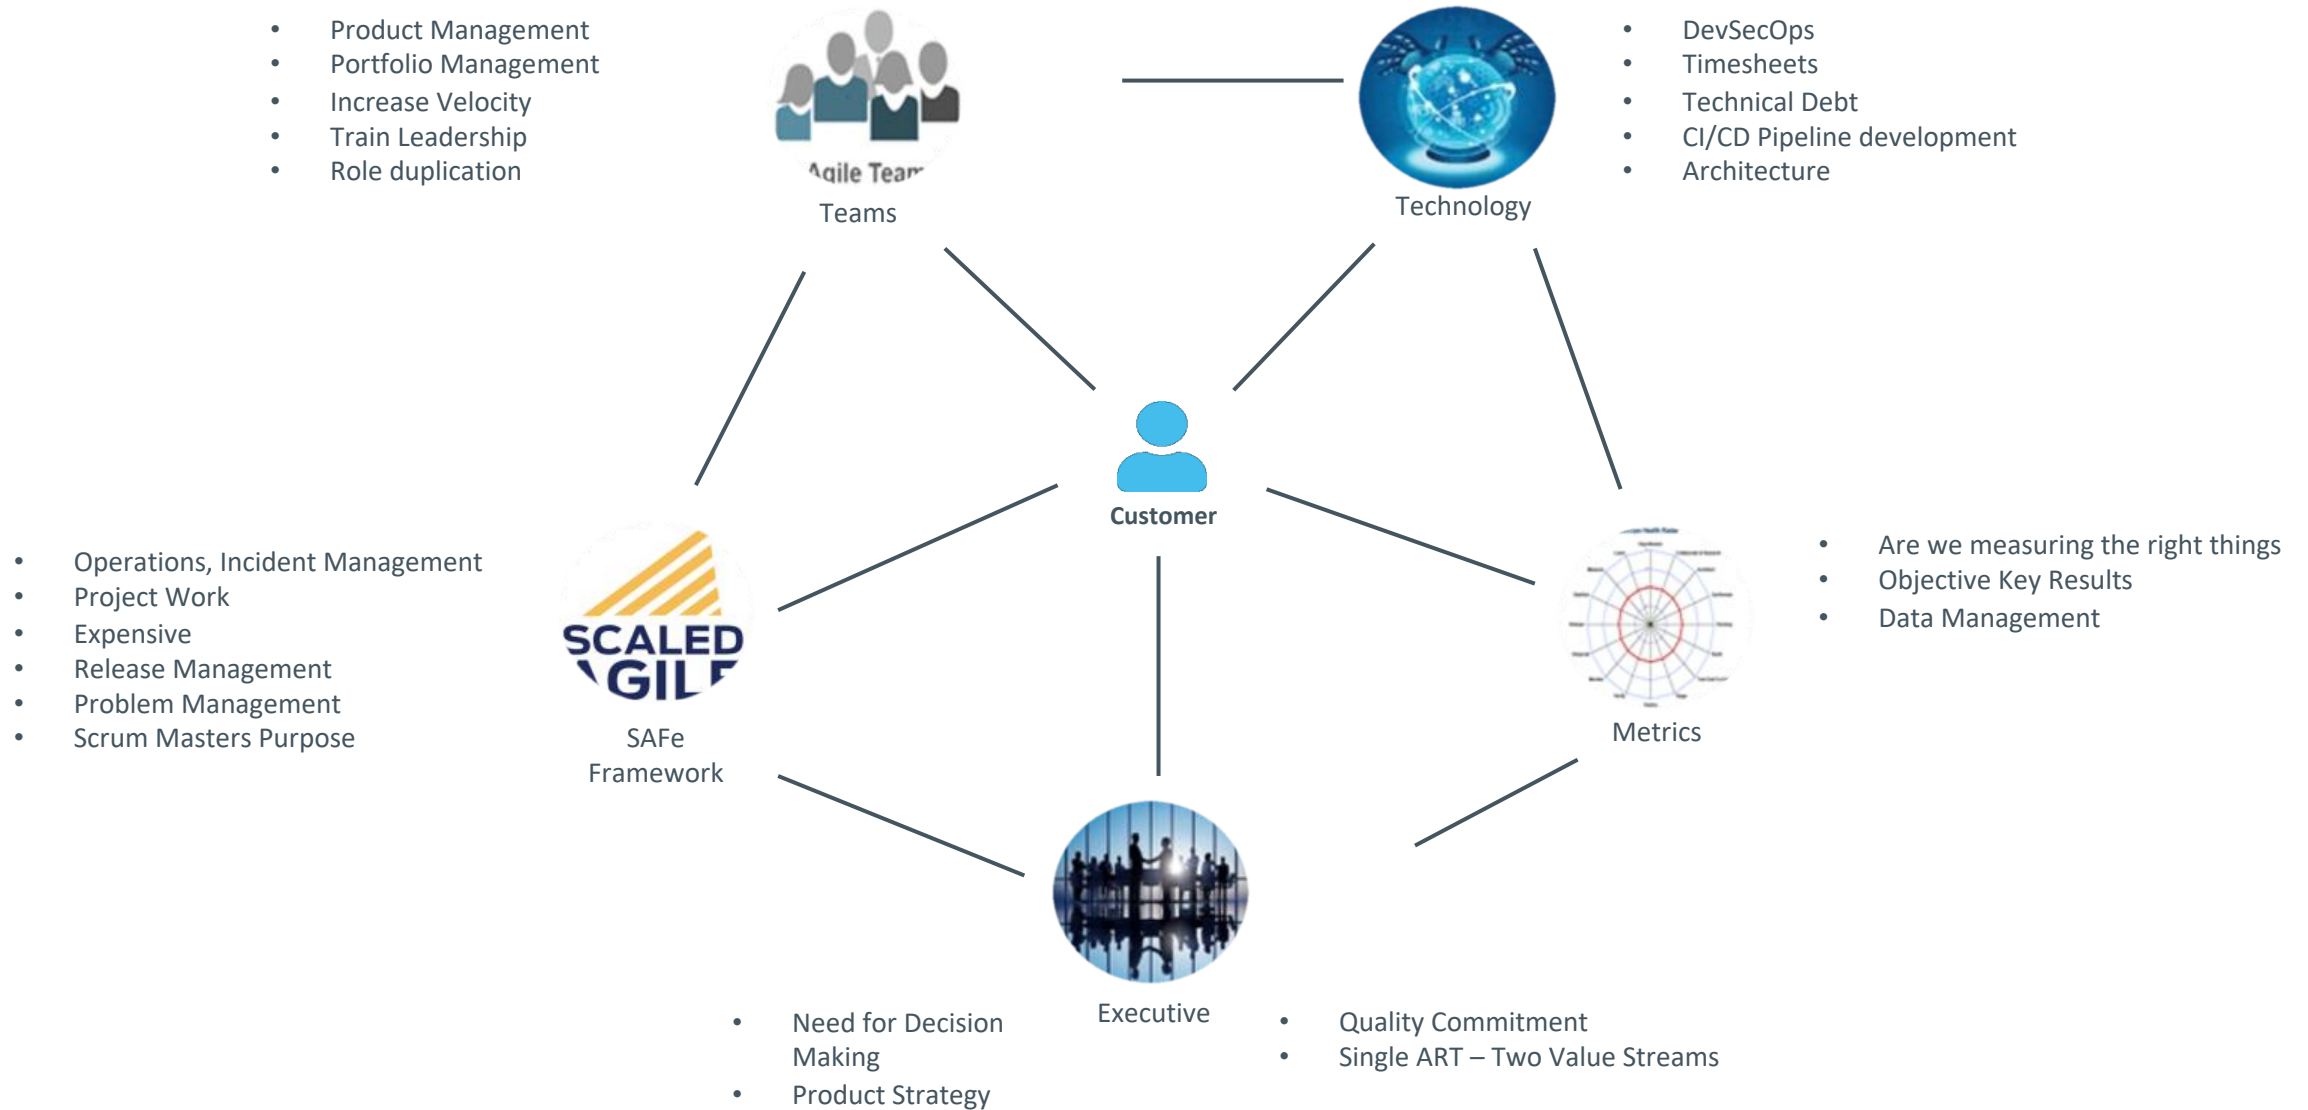 Product Management
Portfolio Management
Increase Velocity
Train Leadership
Role duplication
Agile Team
Teams
Technology
DevSecOps
Timesheets
Technical Debt
CI/CD Pipeline development
Architecture
Customer
Operations, Incident Management
Project Work
Expensive
Release Management
Problem Management
Scrum Masters Purpose
SCALED
AGILE
SAFe
Framework
Are we measuring the right things
Objective Key Results
Data Management
Metrics
Executive
Need for Decision
Making
Product Strategy
Quality Commitment
Single ART – Two Value Streams